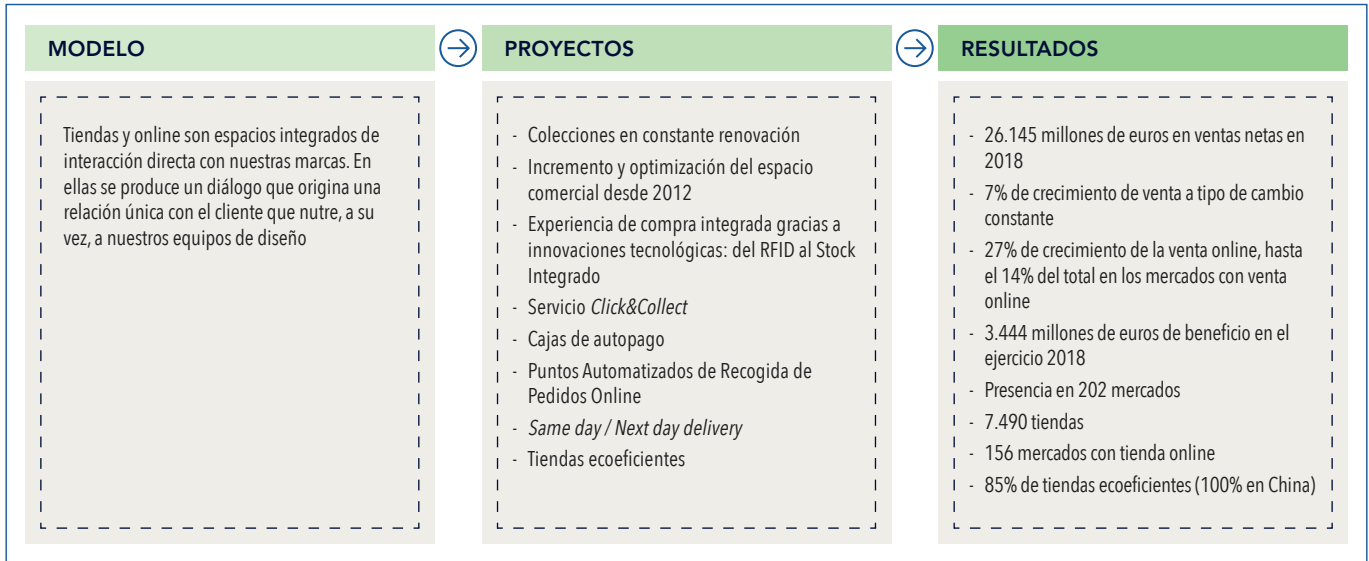 MODELO
Tiendas y online son espacios integrados de
interacción directa con nuestras marcas. En
ellas se produce un diálogo que origina una
relación única con el cliente que nutre, a su
vez, a nuestros equipos de diseño
PROYECTOS
- Colecciones en constante renovación
- Incremento y optimización del espacio
comercial desde 2012
- Experiencia de compra integrada gracias a
innovaciones tecnológicas: del RFID al Stock
Integrado
- Servicio Click&Collect
- Cajas de autopago
- Puntos Automatizados de Recogida de
Pedidos Online
- Same day / Next day delivery
- Tiendas ecoeficientes
RESULTADOS
- 26.145 millones de euros en ventas netas en
2018
- 7% de crecimiento de venta a tipo de cambio
constante
- 27% de crecimiento de la venta online, hasta
el 14% del total en los mercados con venta
online
- 3.444 millones de euros de beneficio en el
ejercicio 2018
- Presencia en 202 mercados
- 7.490 tiendas
- 156 mercados con tienda online
- 85% de tiendas ecoeficientes (100% en China)